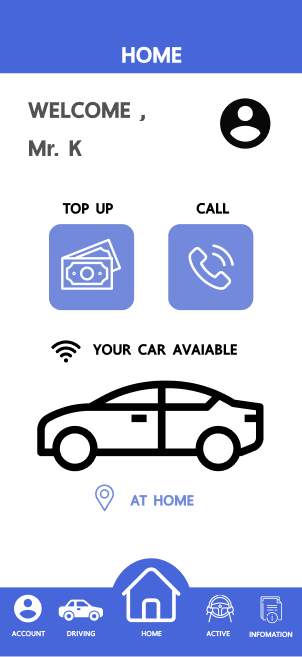 HOME
WELCOME ,
Mr. K
TOP UP
CALL
YOUR CAR AVAIABLE
AT HOME
ACCOUNT
DRIVING
HOME
ACTIVE
INFOMATION